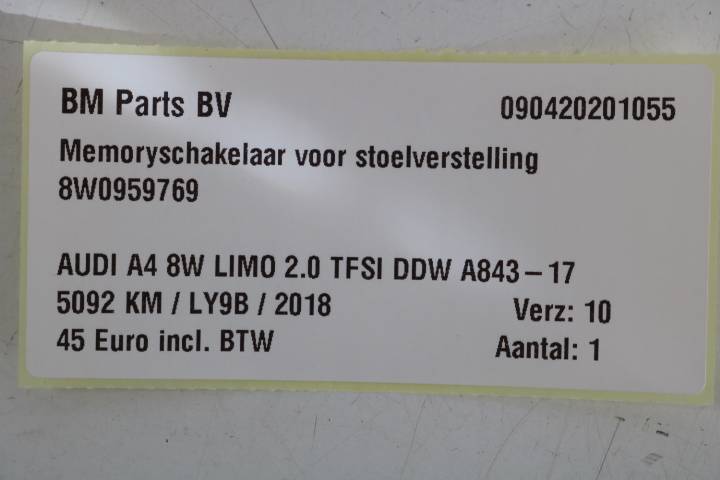 BM Parts BV 090420201055
Memoryschakelaar voor stoelverstelling
8W0959769
AUDI A4 8W LIMO 2.0 TFSI DDW A843-17
5092 KM / LY9B / 2018 Verz: 10
45 Euro incl. BTW Aantal: 1